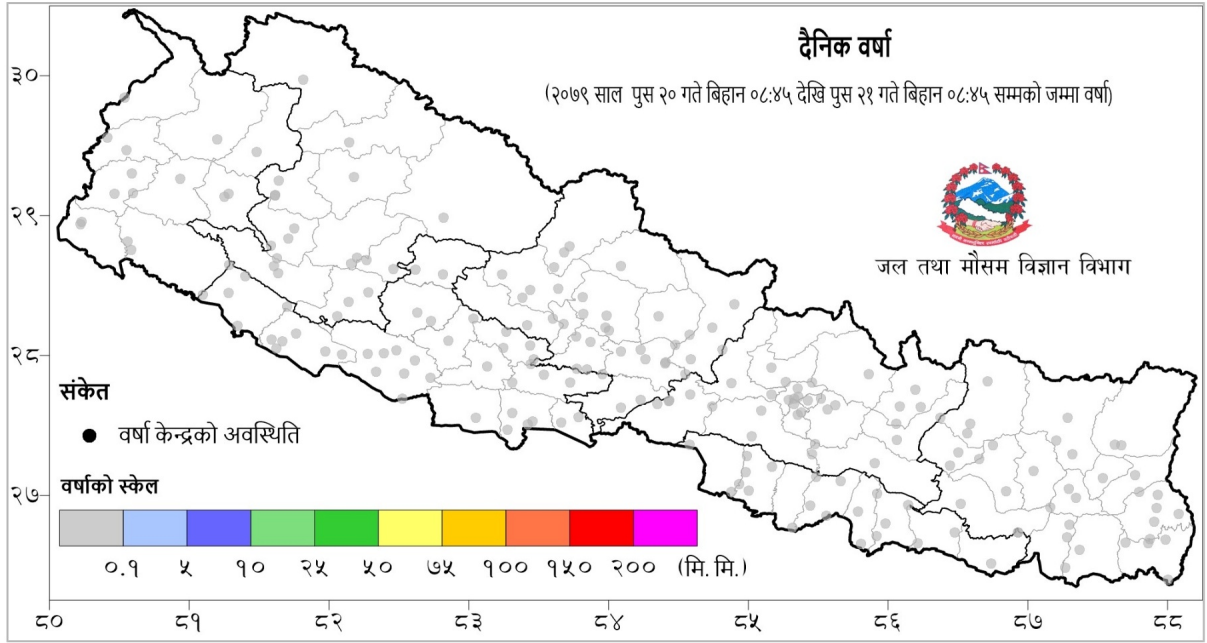 दैनिक वर्षा
(२०७९ साल पुस २० गते बिहान ०८:४५ देखि पुस २१ गते बिहान ०८:४५ सम्मको जम्मा वर्षा)
जल तथा मौसम विज्ञान विभाग
३०
२९
२८
२७
संकेत
वर्षा केन्द्रको अवस्थिति
वर्षाको स्केल
०.१ ५ १० २५ ५० ७५ १०० १५० २०० (मि. मि.)
८० ८१ ८२ ८३ ८४ ८५ ८६ ८७ ८८